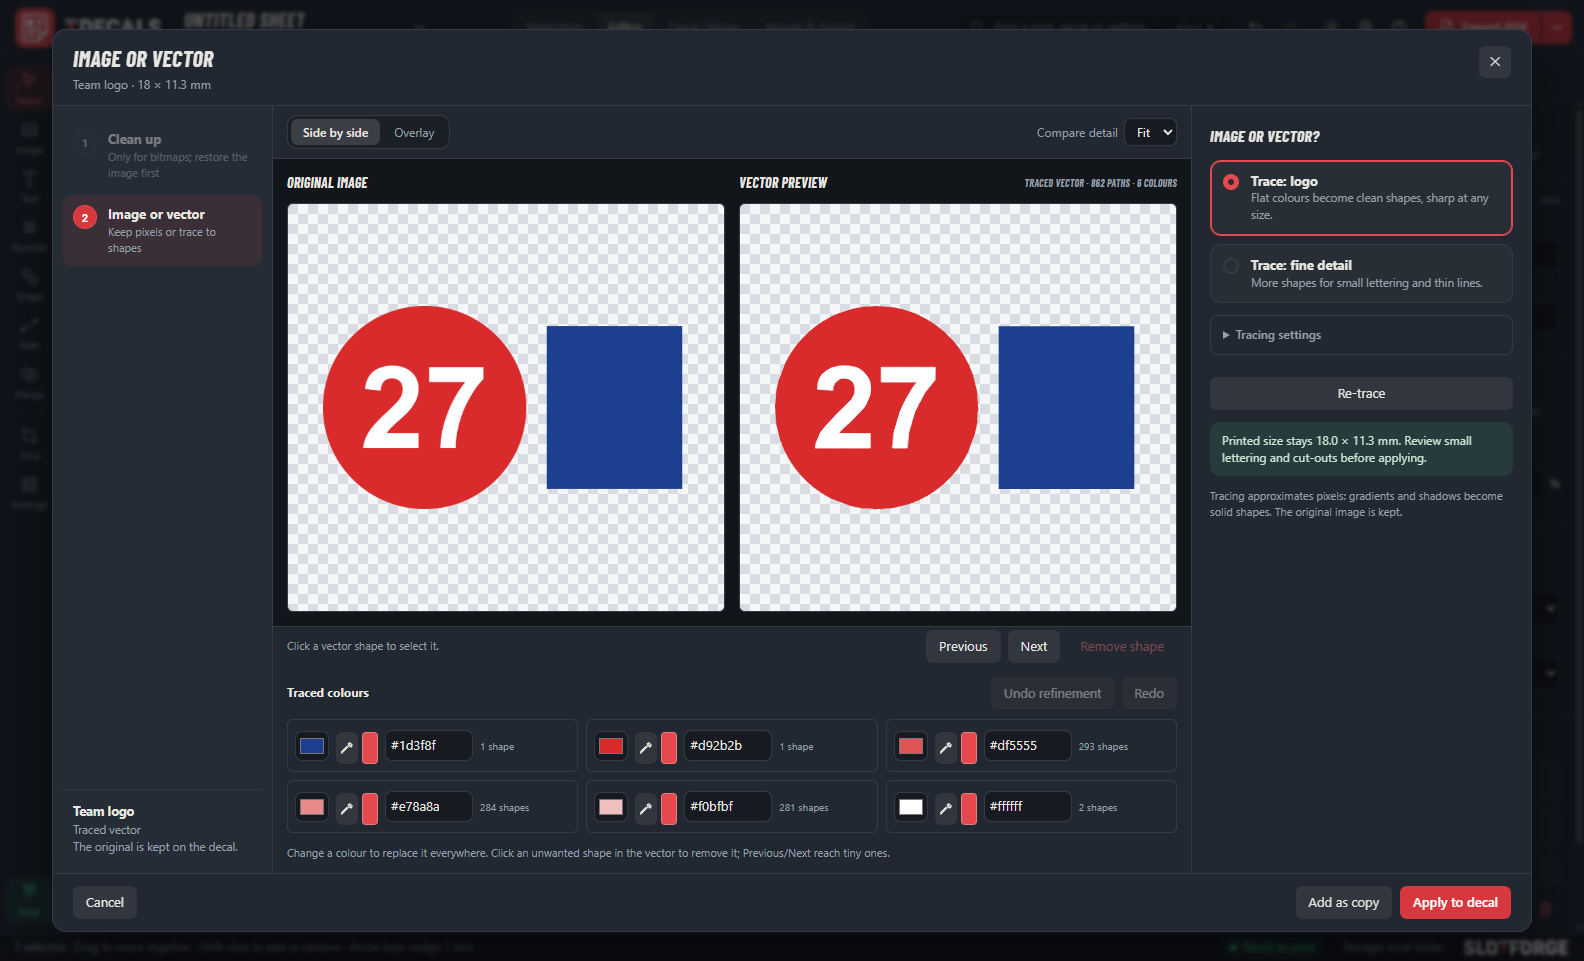 DECALS
UNTITLED SHEET
IMAGE OR VECTOR
Team logo · 18 × 11.3 mm
1
Clean up
Only for bitmaps; restore the
image first
2
Image or vector
Keep pixels or trace to
shapes
Team logo
Traced vector
The original is kept on the decal.
Side by side
Overlay
Compare detail
Fit
ORIGINAL IMAGE
VECTOR PREVIEW
TRACED VECTOR · 862 PATHS · 6 COLOURS
27
27
Click a vector shape to select it.
Previous
Next
Remove shape
Traced colours
Undo refinement
Redo
#1d3f8f
1 shape
#d92b2b
1 shape
#df5555
293 shapes
#e78a8a
284 shapes
#f0bfbf
281 shapes
#ffffff
2 shapes
Change a colour to replace it everywhere. Click an unwanted shape in the vector to remove it; Previous/Next reach tiny ones.
IMAGE OR VECTOR?
Trace: logo
Flat colours become clean shapes, sharp at any
size.
Trace: fine detail
More shapes for small lettering and thin lines.
Tracing settings
Re-trace
Printed size stays 18.0 × 11.3 mm. Review small
lettering and cut-outs before applying.
Tracing approximates pixels: gradients and shadows become
solid shapes. The original image is kept.
Cancel
Add as copy
Apply to decal